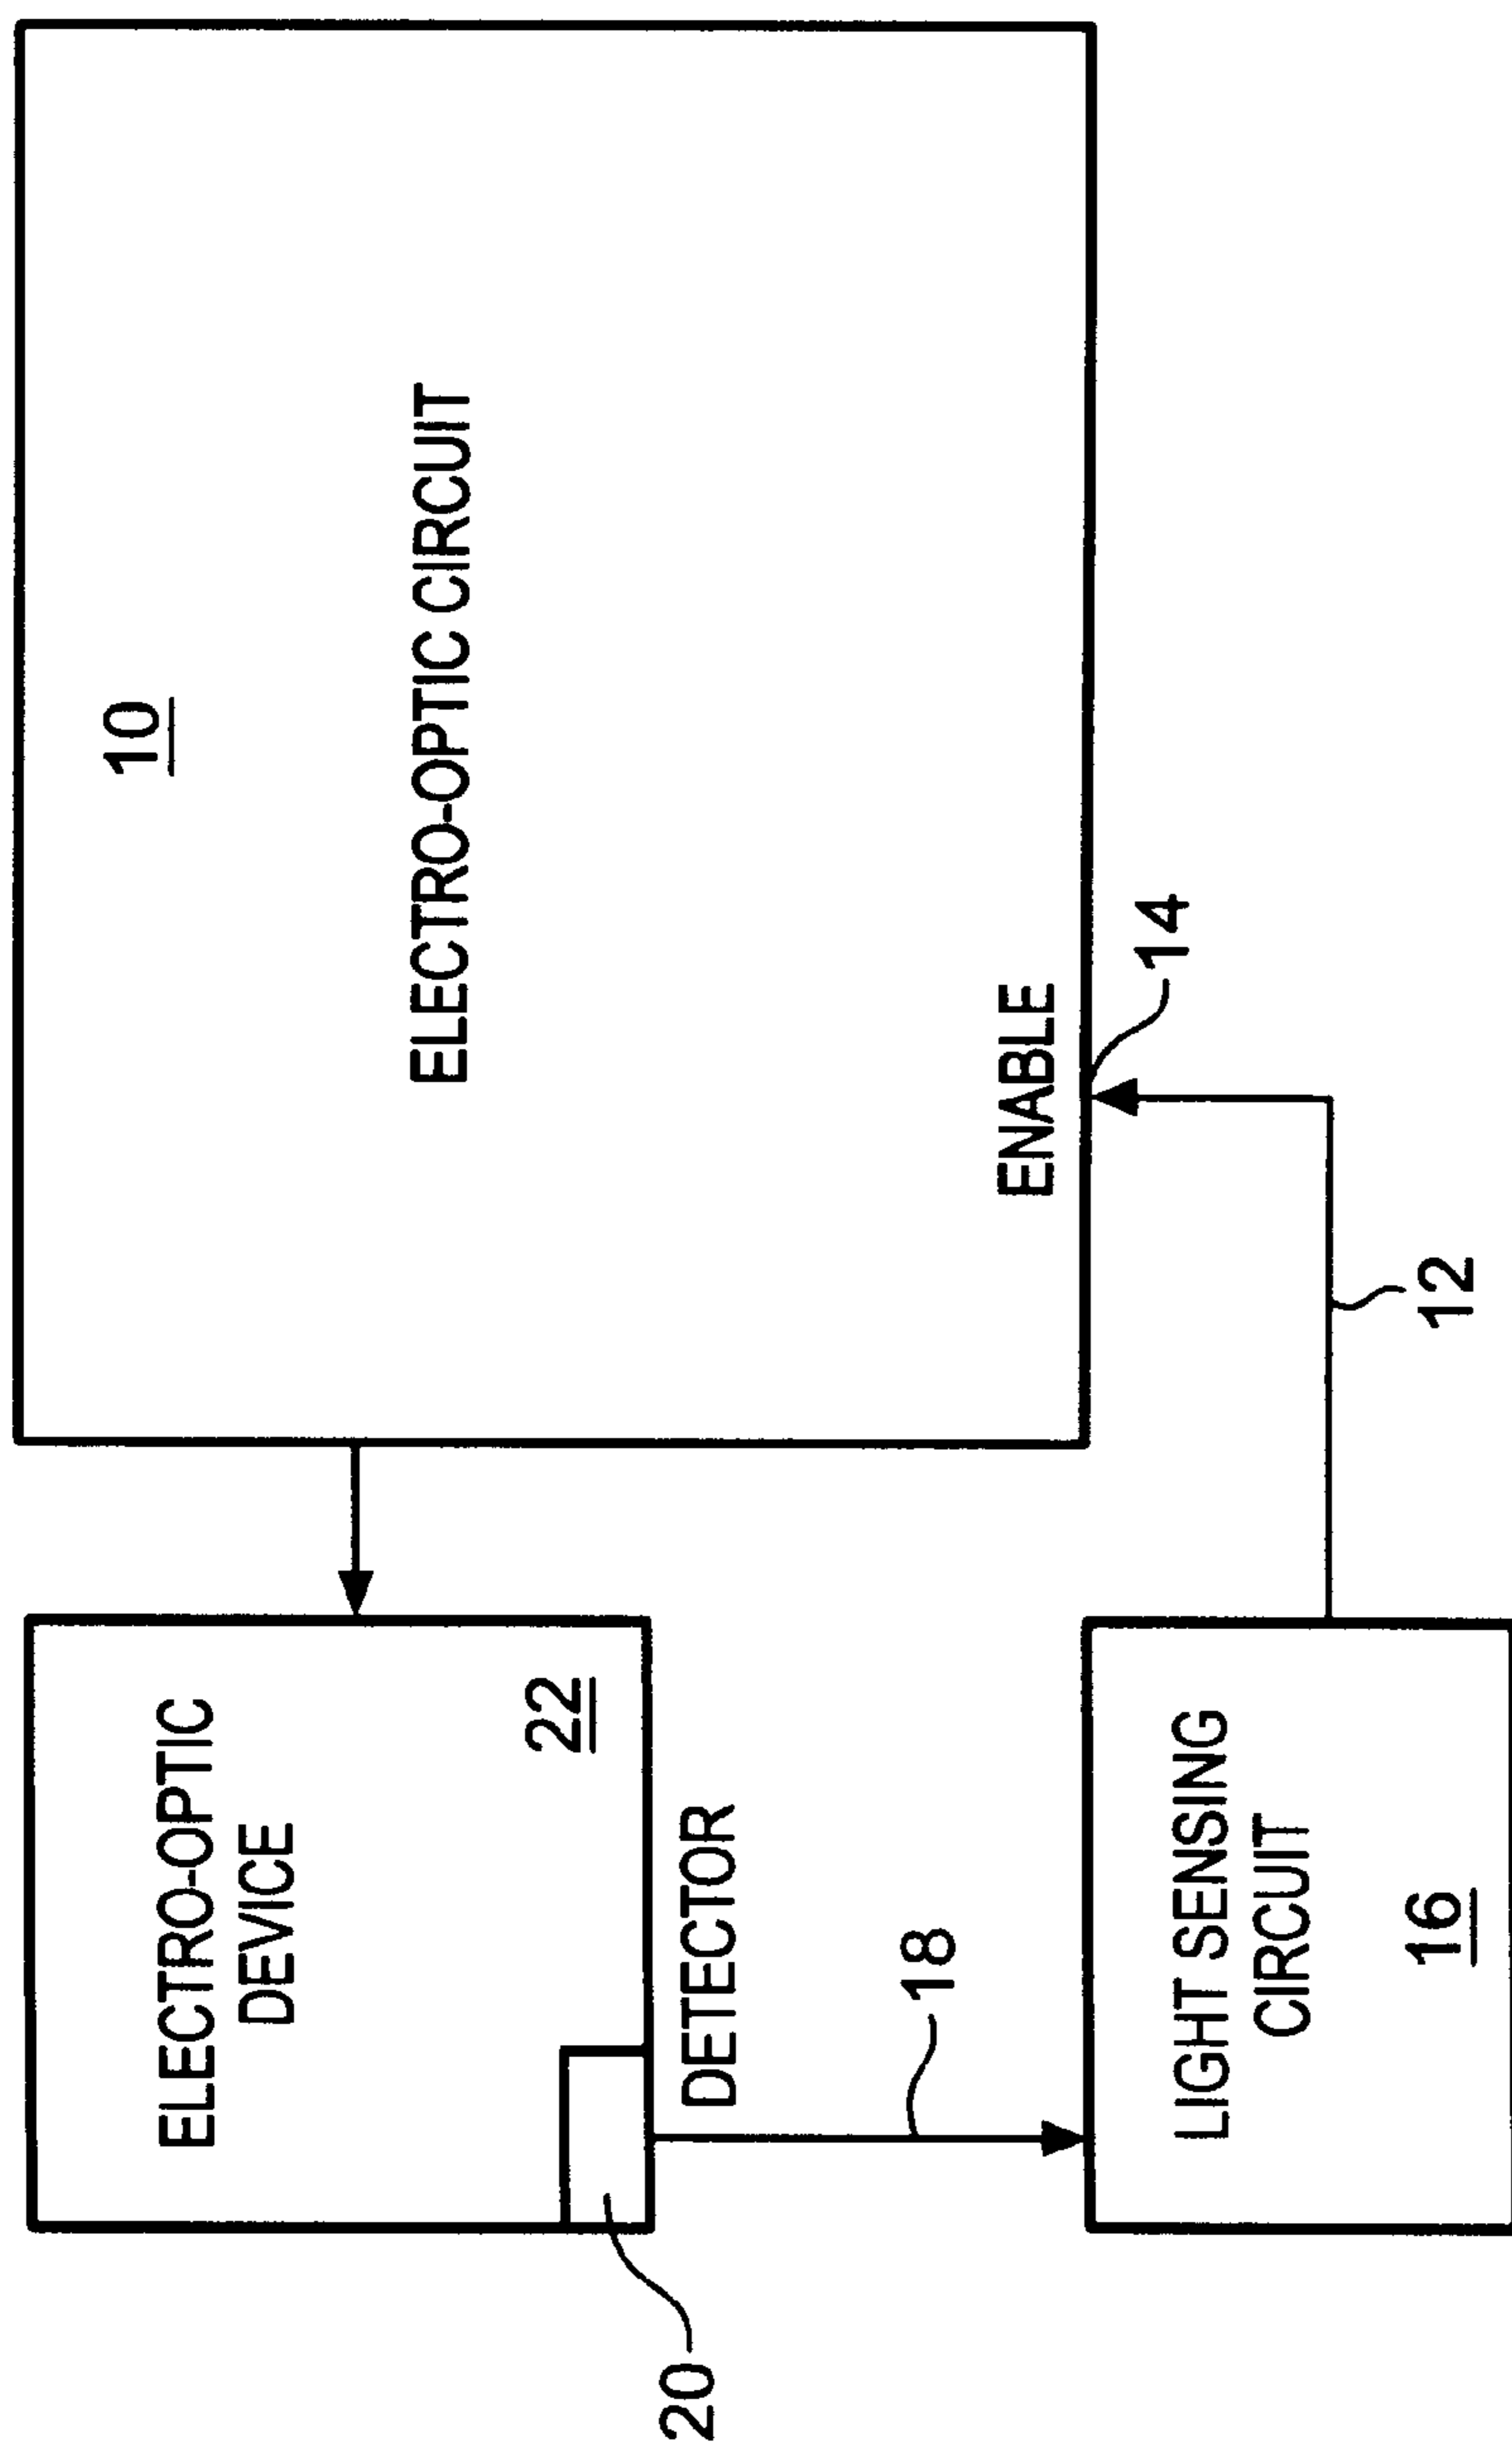 ELECTRO-OPTIC
DEVICE
22
20
DETECTOR
18
LIGHT SENSING
CIRCUIT
16
10
ELECTRO-OPTIC CIRCUIT
ENABLE
14
12